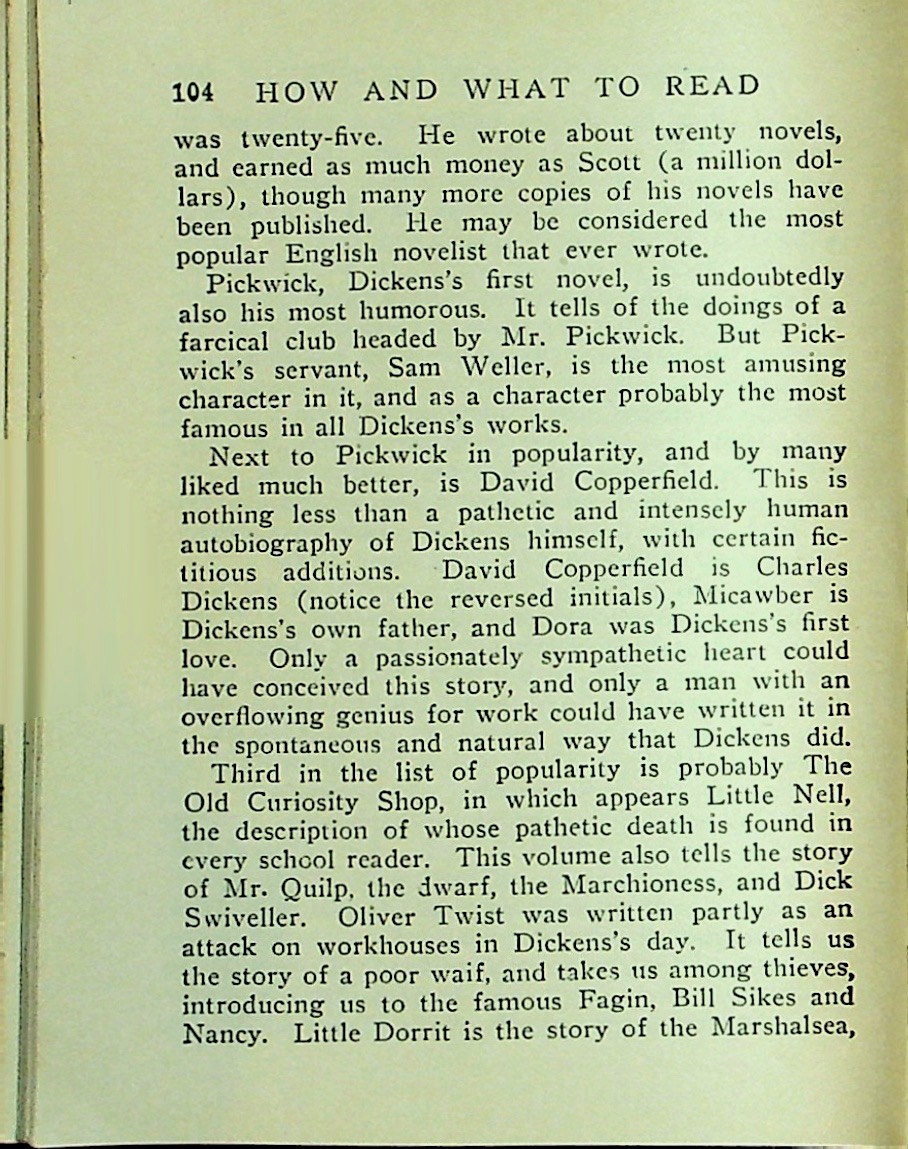 104 HOW AND WHAT TO READ
was twenty-five. He wrote about twenty novels,
and earned as much money as Scott (a million dol-
lars), though many more copies of his novels have
been published. He may be considered the most
popular English novelist that ever wrote.
Pickwick, Dickens's first novel, is undoubtedly
also his most humorous. It tells of the doings of a
farcical club headed by Mr. Pickwick. But Pick-
wick's servant, Sam Weller, is the most amusing
character in it, and as a character probably the most
famous in all Dickens's works.
Next to Pickwick in popularity, and by many
liked much better, is David Copperfield. This is
nothing less than a pathetic and intensely human
autobiography of Dickens himself, with certain fic-
titious additions. David Copperfield is Charles
Dickens (notice the reversed initials), Micawber is
Dickens's own father, and Dora was Dickens's first
love. Only a passionately sympathetic heart could
have conceived this story, and only a man with an
overflowing genius for work could have written it in
the spontaneous and natural way that Dickens did.
Third in the list of popularity is probably The
Old Curiosity Shop, in which appears Little Nell,
the description of whose pathetic death is found in
every school reader. This volume also tells the story
of Mr. Quilp, the dwarf, the Marchioness, and Dick
Swiveller. Oliver Twist was written partly as an
attack on workhouses in Dickens's day. It tells us
the story of a poor waif, and takes us among thieves,
introducing us to the famous Fagin, Bill Sikes and
Nancy. Little Dorrit is the story of the Marshalsea,